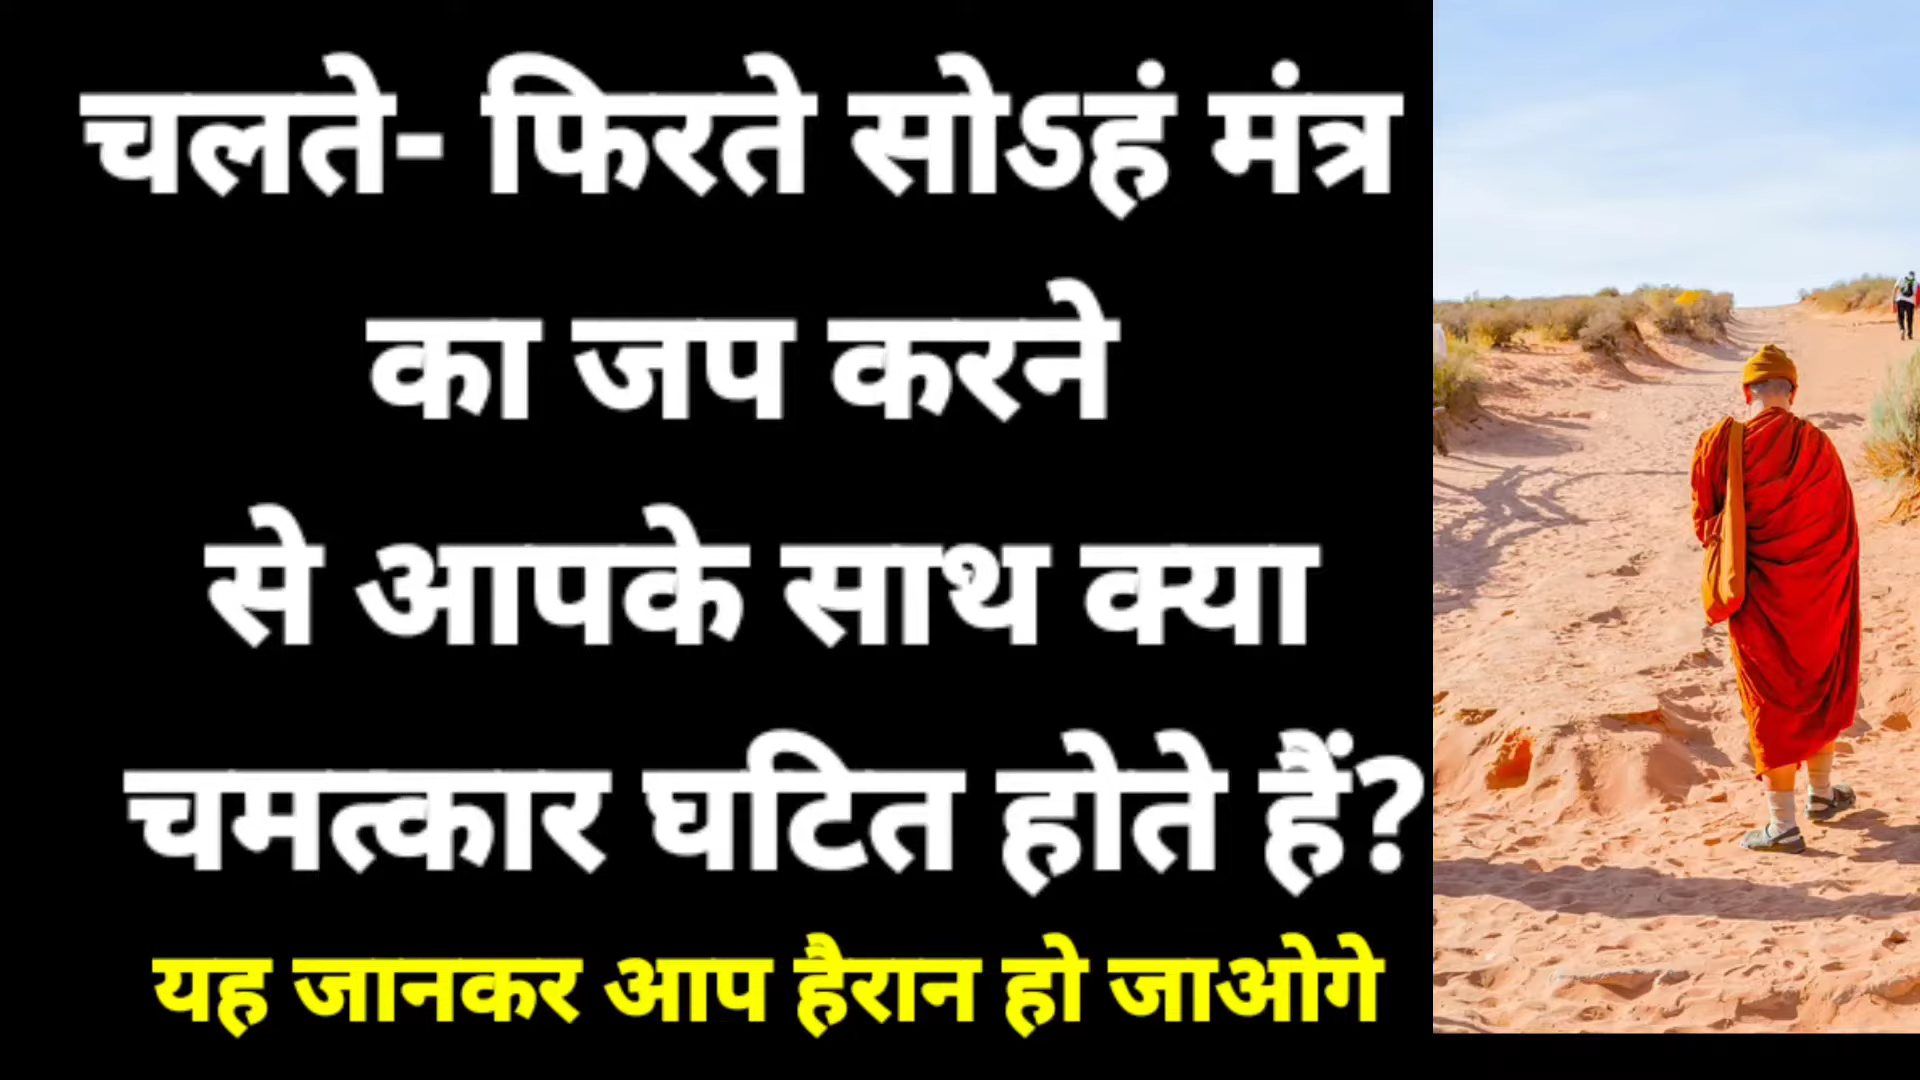 चलते- फिरते सोऽहं मंत्र
का जप करने
से आपके साथ क्या
चमत्कार घटित होते हैं?
यह जानकर आप हैरान हो जाओगे